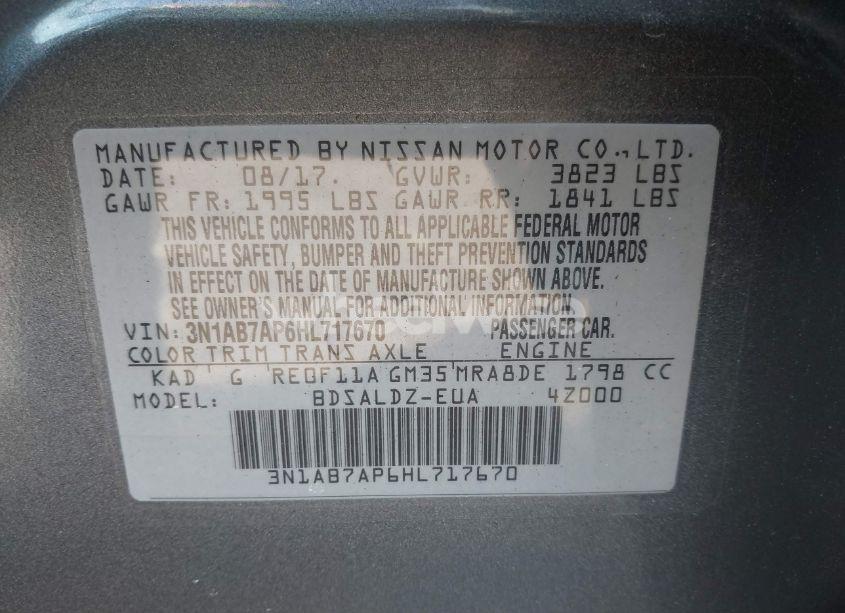 MANUFACTURED BY NISSAN MOTOR CO., LTD.
DATE: 08/17. GVWR: 3823 LBS
GAWR FR: 1995 LBS GAWR RR: 1841 LBS
THIS VEHICLE CONFORMS TO ALL APPLICABLE FEDERAL MOTOR
VEHICLE SAFETY, BUMPER AND THEFT PREVENTION STANDARDS
IN EFFECT ON THE DATE OF MANUFACTURE SHOWN ABOVE.
SEE OWNER'S MANUAL FOR ADDITIONAL INFORMATION.
VIN: 3N1AB7AP6HL717670 PASSENGER CAR.
COLOR TRIM TRANS AXLE ENGINE
KAD G RE0F11A GM35 MRA8DE 1798 CC
MODEL: BDSALDZ-EUA 4Z000
3N1AB7AP6HL717670